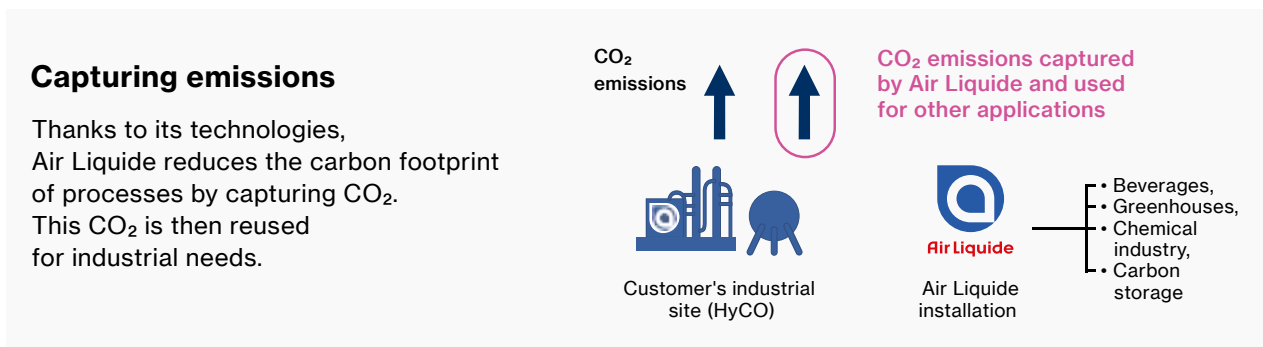 Capturing emissions
Thanks to its technologies,
Air Liquide reduces the carbon footprint
of processes by capturing CO₂.
This CO₂ is then reused
for industrial needs.
CO₂
emissions
CO₂ emissions captured
by Air Liquide and used
for other applications
Customer's industrial
site (HyCO)
Air Liquide
Air Liquide
installation
• Beverages,
• Greenhouses,
• Chemical
industry,
• Carbon
storage